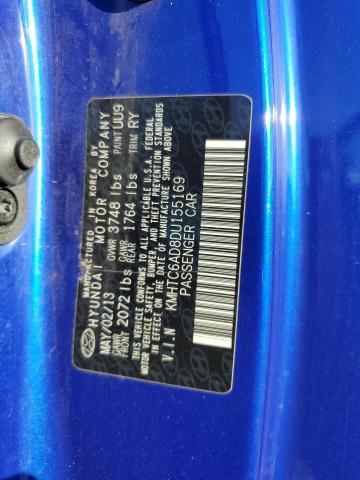 MANUFACTURED IN KOREA BY
HYUNDAI MOTOR COMPANY
MAY/02/13 GVWR 3748 lbs PAINT UU9
GAWR FRONT 2072 lbs GAWR REAR 1764 lbs TRIM RY
THIS VEHICLE CONFORMS TO ALL APPLICABLE U.S.A. FEDERAL
MOTOR VEHICLE SAFETY, BUMPER, AND THEFT PREVENTION
STANDARDS IN EFFECT ON THE DATE OF MANUFACTURE
SHOWN ABOVE.
V.I.N KMHTC6AD8DU155169
PASSENGER CAR